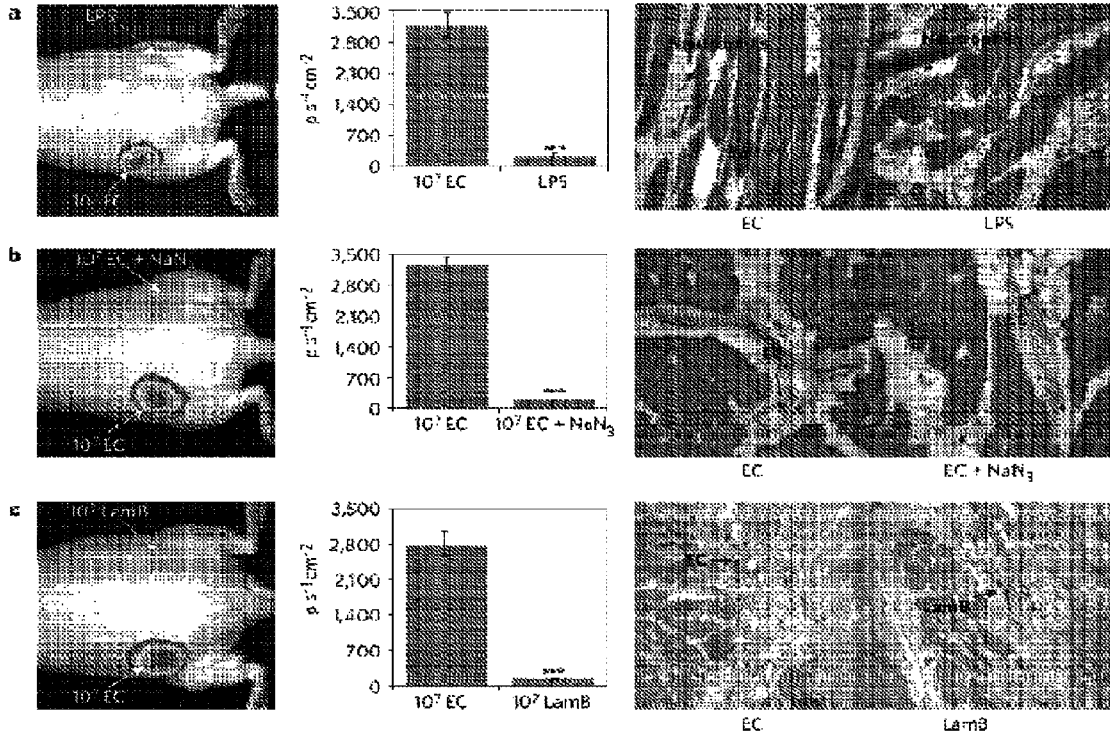 a
LPS
10⁷ EC
3,500
2,800
2,100
1,400
700
0
p s⁻¹ cm⁻²
10⁷ EC LPS
EC LPS
b
10⁷ EC + NaN₃
10⁷ EC
3,500
2,800
2,100
1,400
700
0
p s⁻¹ cm⁻²
10⁷ EC 10⁷ EC + NaN₃
EC EC + NaN₃
c
10⁷ LamB
10⁷ EC
3,500
2,800
2,100
1,400
700
0
p s⁻¹ cm⁻²
10⁷ EC 10⁷ LamB
EC
LamB
EC LamB